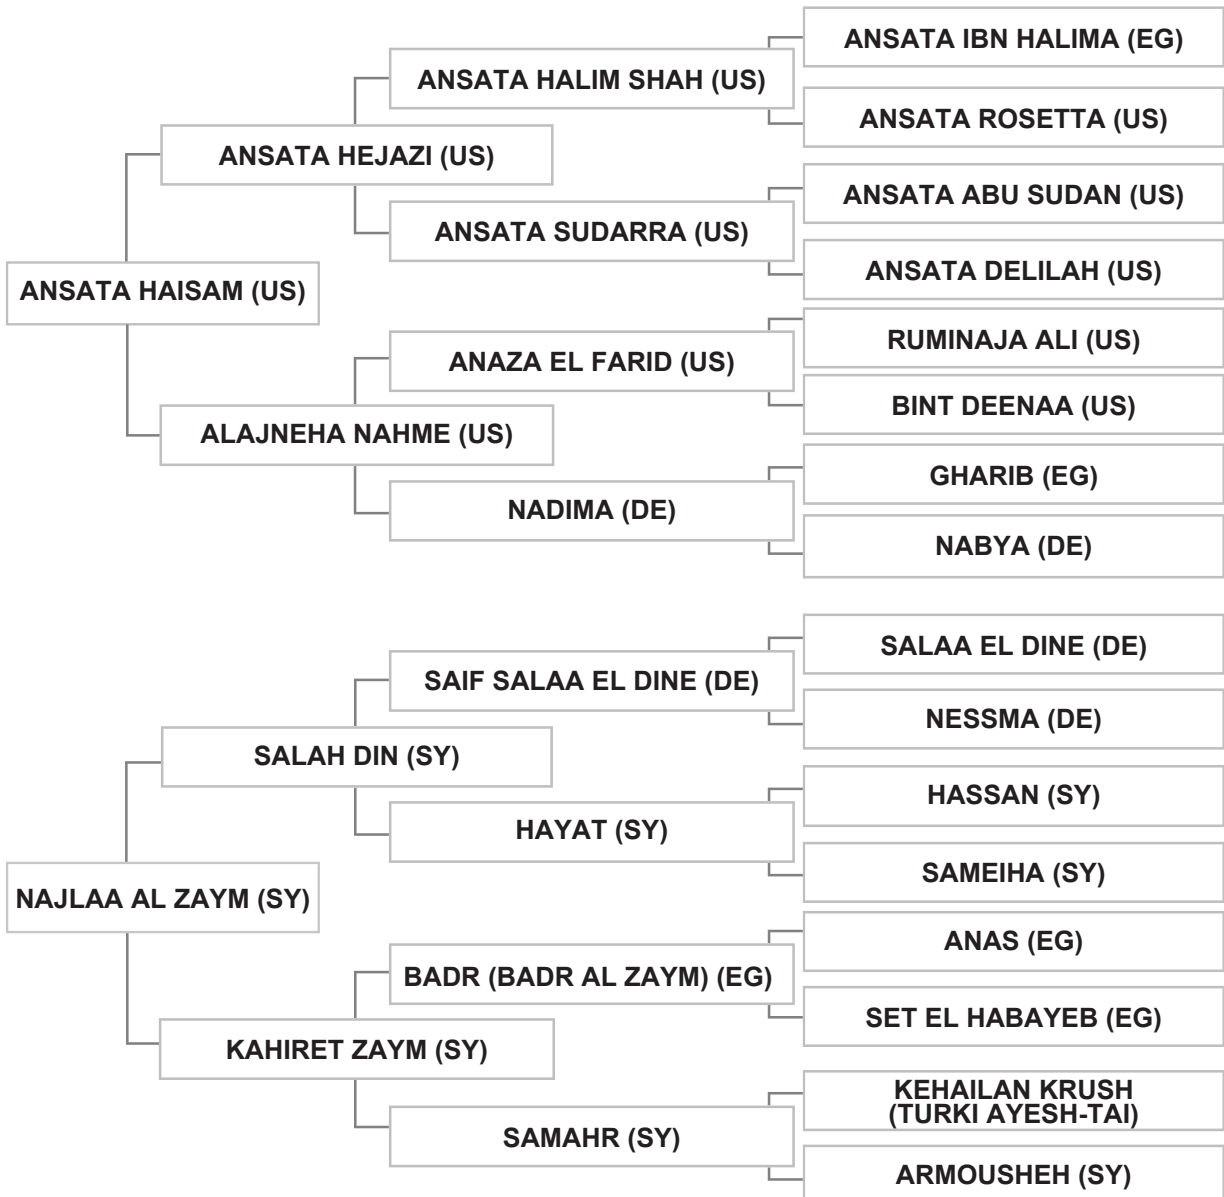 ANSATA IBN HALIMA (EG)
ANSATA HALIM SHAH (US)
ANSATA ROSETTA (US)
ANSATA HEJAZI (US)
ANSATA ABU SUDAN (US)
ANSATA SUDARRA (US)
ANSATA DELILAH (US)
ANSATA HAISAM (US)
RUMINAJA ALI (US)
ANAZA EL FARID (US)
BINT DEENAA (US)
ALAJNEHA NAHME (US)
GHARIB (EG)
NADIMA (DE)
NABYA (DE)
SALAA EL DINE (DE)
SAIF SALAA EL DINE (DE)
NESSMA (DE)
SALAH DIN (SY)
HASSAN (SY)
HAYAT (SY)
SAMEIHA (SY)
NAJLAA AL ZAYM (SY)
ANAS (EG)
BADR (BADR AL ZAYM) (EG)
SET EL HABAYEB (EG)
KAHIRET ZAYM (SY)
KEHAILAN KRUSH
(TURKI AYESH-TAI)
SAMAHR (SY)
ARMOUSHEH (SY)